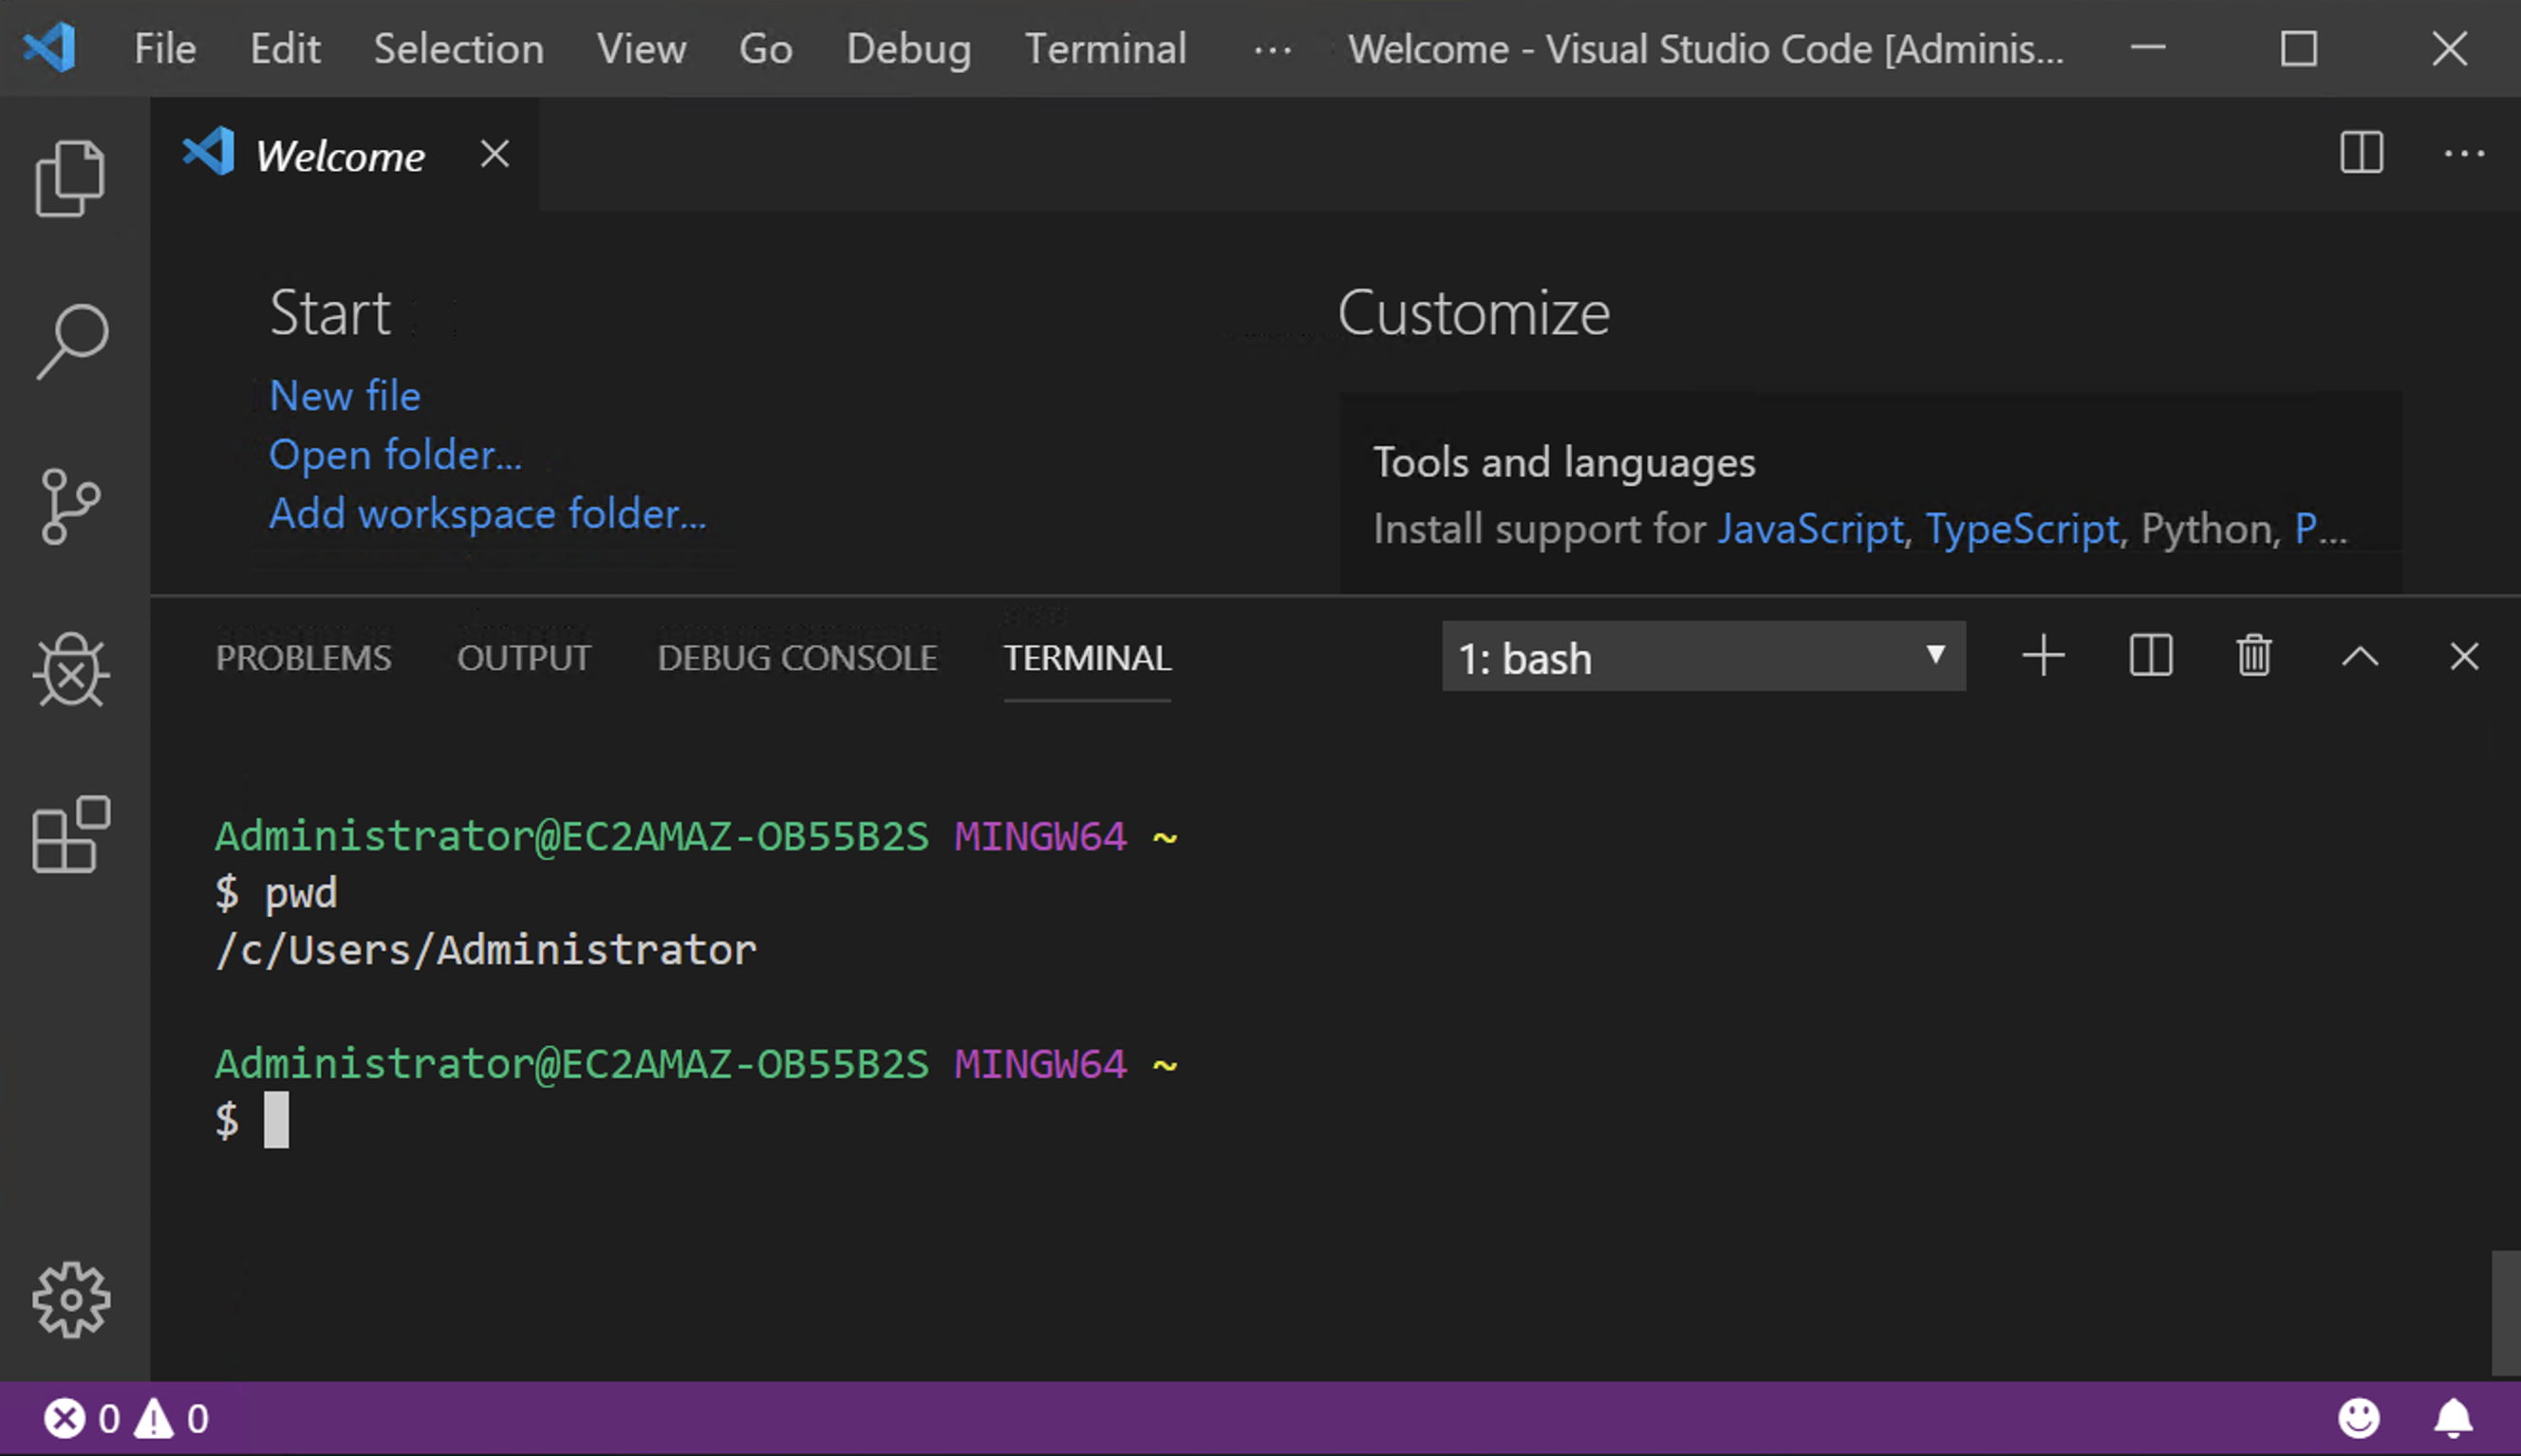 File Edit Selection View Go Debug Terminal ... Welcome - Visual Studio Code [Adminis...
Welcome
Start
New file
Open folder...
Add workspace folder...
Customize
Tools and languages
Install support for JavaScript, TypeScript, Python, P...
PROBLEMS OUTPUT DEBUG CONSOLE TERMINAL 1: bash
Administrator@EC2AMAZ-OB55B2S MINGW64 ~
$ pwd
/c/Users/Administrator
Administrator@EC2AMAZ-OB55B2S MINGW64 ~
$
0 0